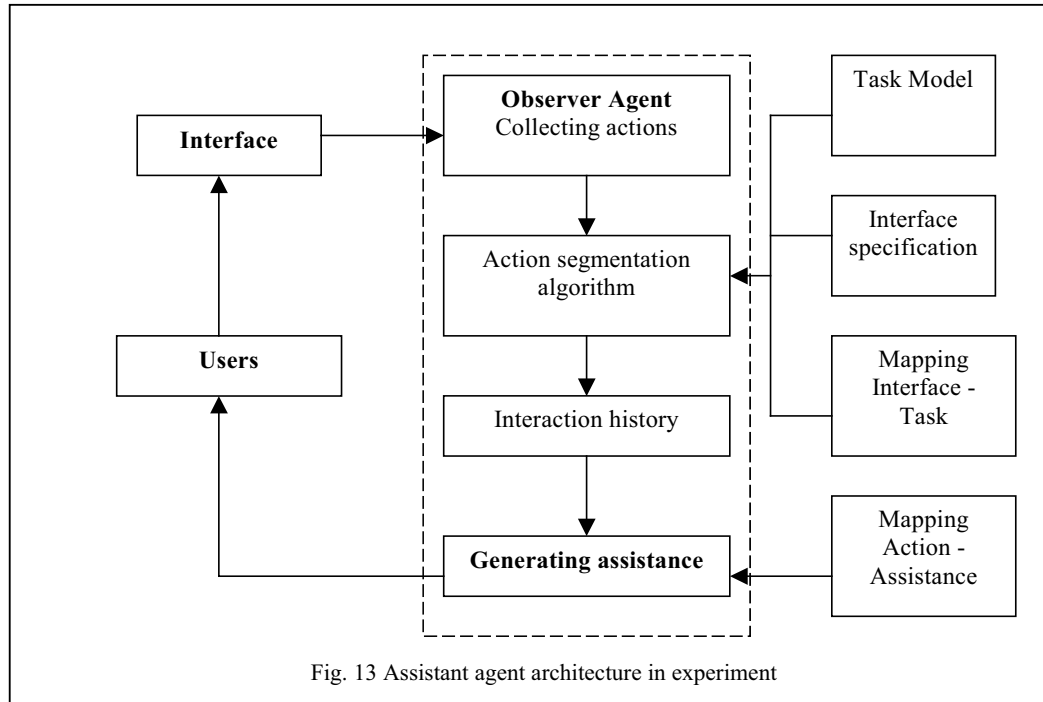 Interface
Users
Observer Agent
Collecting actions
Action segmentation
algorithm
Interaction history
Generating assistance
Task Model
Interface
specification
Mapping
Interface -
Task
Mapping
Action -
Assistance
Fig. 13 Assistant agent architecture in experiment